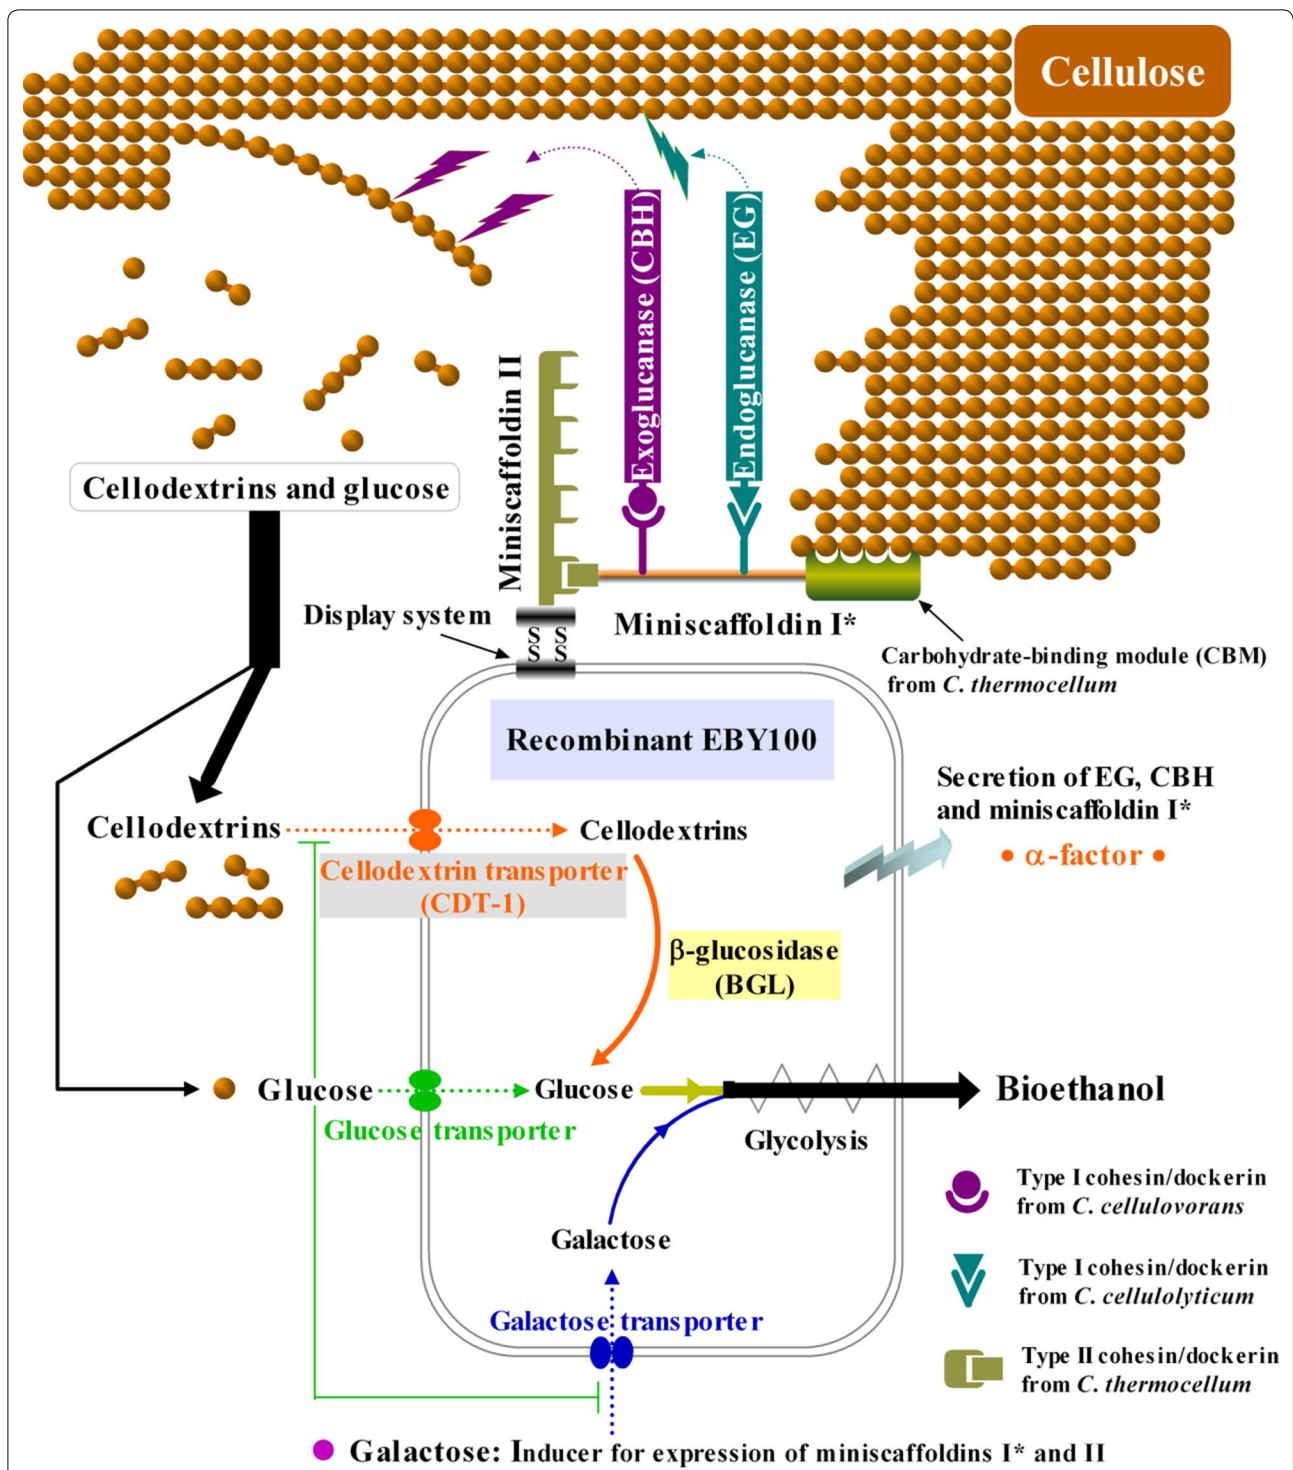 Cellulose
Exoglucanase (CBH)
Endoglucanase (EG)
Miniscaffoldin II
Cellodextrins and glucose
Display system
S S
S S
Miniscaffoldin I*
Carbohydrate-binding module (CBM)
from C. thermocellum
Recombinant EBY100
Secretion of EG, CBH
and miniscaffoldin I*
• α-factor •
Cellodextrins
Cellodextrins
Cellodextrin transporter
(CDT-1)
β-glucosidase
(BGL)
Glucose
Glucose
Bioethanol
Glucose transporter
Glycolysis
Type I cohesin/dockerin
from C. cellulovorans
Galactose
Type I cohesin/dockerin
from C. cellulolyticum
Galactose transporter
Type II cohesin/dockerin
from C. thermocellum
Galactose: Inducer for expression of miniscaffoldins I* and II